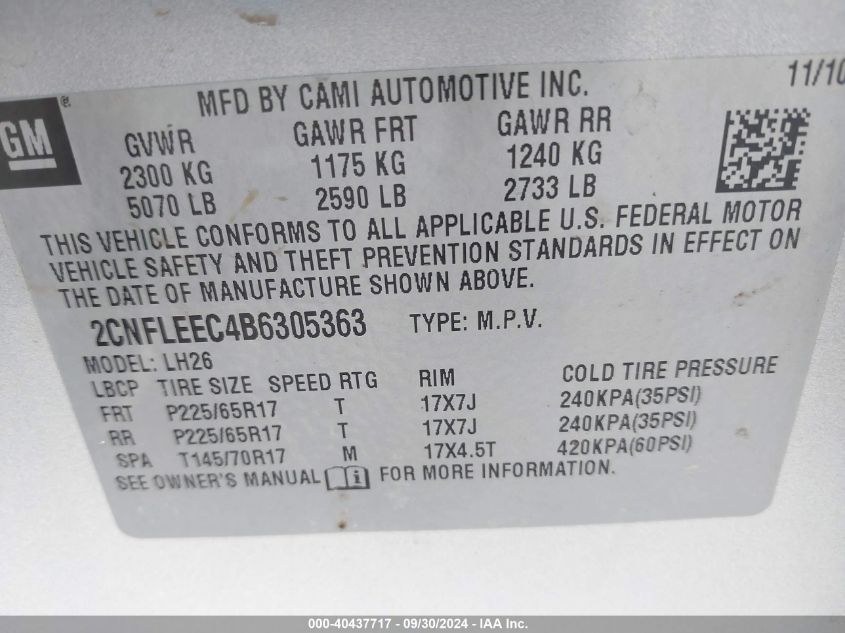 MFD BY CAMI AUTOMOTIVE INC. 11/10
GM®
GVWR GAWR FRT GAWR RR
2300 KG 1175 KG 1240 KG
5070 LB 2590 LB 2733 LB
THIS VEHICLE CONFORMS TO ALL APPLICABLE U.S. FEDERAL MOTOR
VEHICLE SAFETY AND THEFT PREVENTION STANDARDS IN EFFECT ON
THE DATE OF MANUFACTURE SHOWN ABOVE.
2CNFLEEC4B6305363 TYPE: M.P.V.
MODEL: LH26
LBCP TIRE SIZE SPEED RTG RIM COLD TIRE PRESSURE
FRT P225/65R17 T 17X7J 240KPA(35PSI)
RR P225/65R17 T 17X7J 240KPA(35PSI)
SPA T145/70R17 M 17X4.5T 420KPA(60PSI)
SEE OWNER'S MANUAL i FOR MORE INFORMATION.
000-40437717 - 09/30/2024 - IAA Inc.